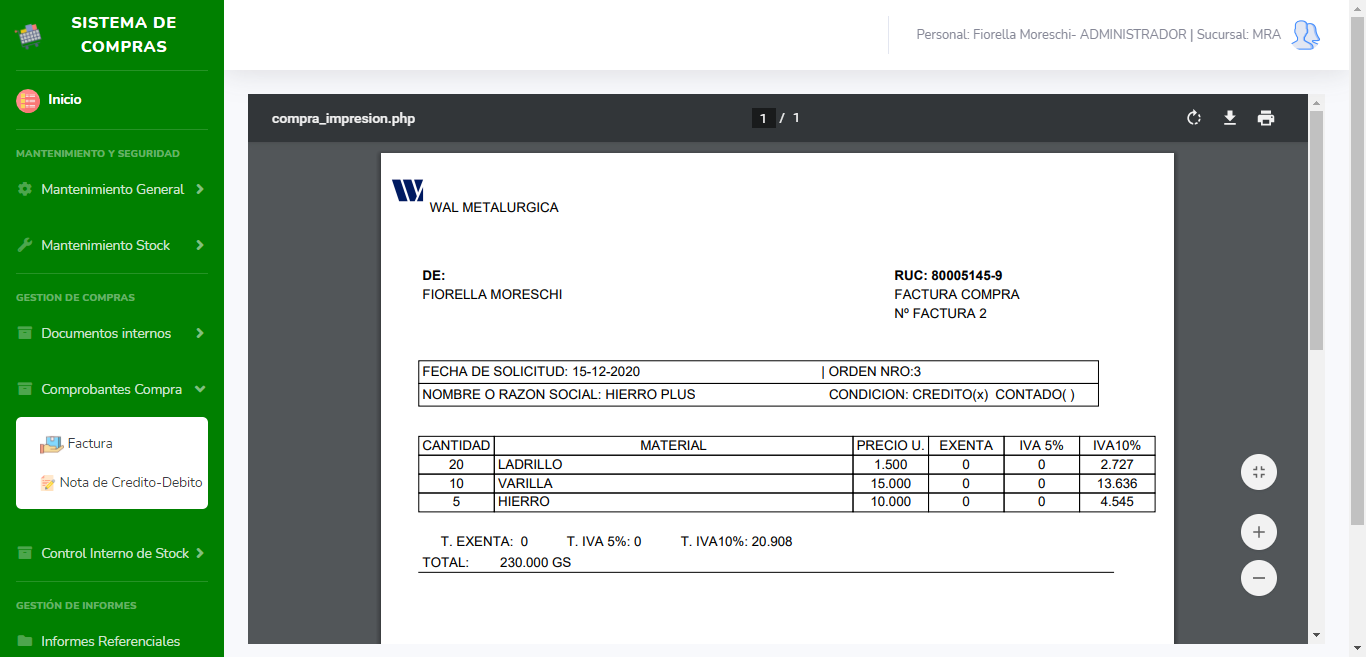 SISTEMA DE
COMPRAS
Personal: Fiorella Moreschi- ADMINISTRADOR | Sucursal: MRA
Inicio
MANTENIMIENTO Y SEGURIDAD
Mantenimiento General
Mantenimiento Stock
GESTION DE COMPRAS
Documentos internos
Comprobantes Compra
Factura
Nota de Credito-Debito
Control Interno de Stock
GESTIÓN DE INFORMES
Informes Referenciales
compra_impresion.php
1 / 1
WAL METALURGICA
DE:
FIORELLA MORESCHI
RUC: 80005145-9
FACTURA COMPRA
Nº FACTURA 2
FECHA DE SOLICITUD: 15-12-2020 | ORDEN NRO:3
NOMBRE O RAZON SOCIAL: HIERRO PLUS CONDICION: CREDITO(x) CONTADO( )
CANTIDAD MATERIAL PRECIO U. EXENTA IVA 5% IVA10%
20 LADRILLO 1.500 0 0 2.727
10 VARILLA 15.000 0 0 13.636
5 HIERRO 10.000 0 0 4.545
T. EXENTA: 0 T. IVA 5%: 0 T. IVA10%: 20.908
TOTAL: 230.000 GS